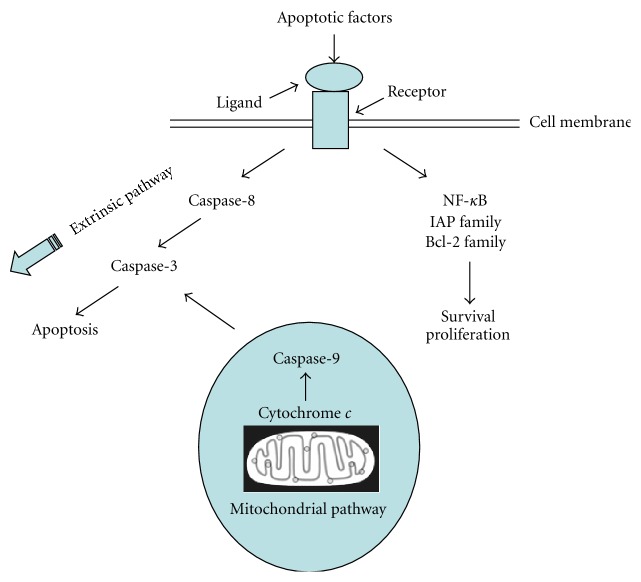 Apoptotic factors
Ligand
Receptor
Cell membrane
Extrinsic pathway
Caspase-8
NF-κB
IAP family
Bcl-2 family
Caspase-3
Apoptosis
Survival
proliferation
Caspase-9
Cytochrome c
Mitochondrial pathway